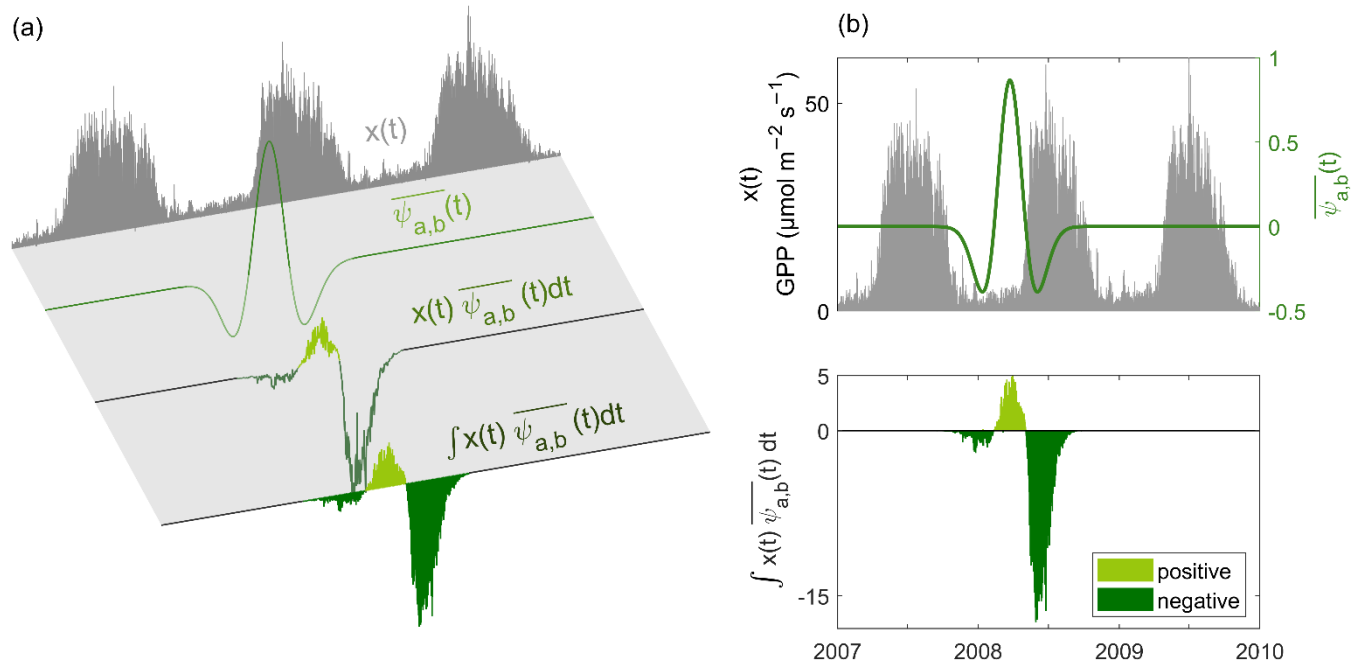 (a)
x(t)
ψa,b(t)
x(t) ψa,b (t)dt
∫x(t) ψa,b (t)dt
(b)
x(t)
GPP (µmol m−2 s−1)
50
0
1
0.5
0
-0.5
ψa,b(t)
∫ x(t) ψa,b(t) dt
5
0
-15
positive
negative
2007 2008 2009 2010